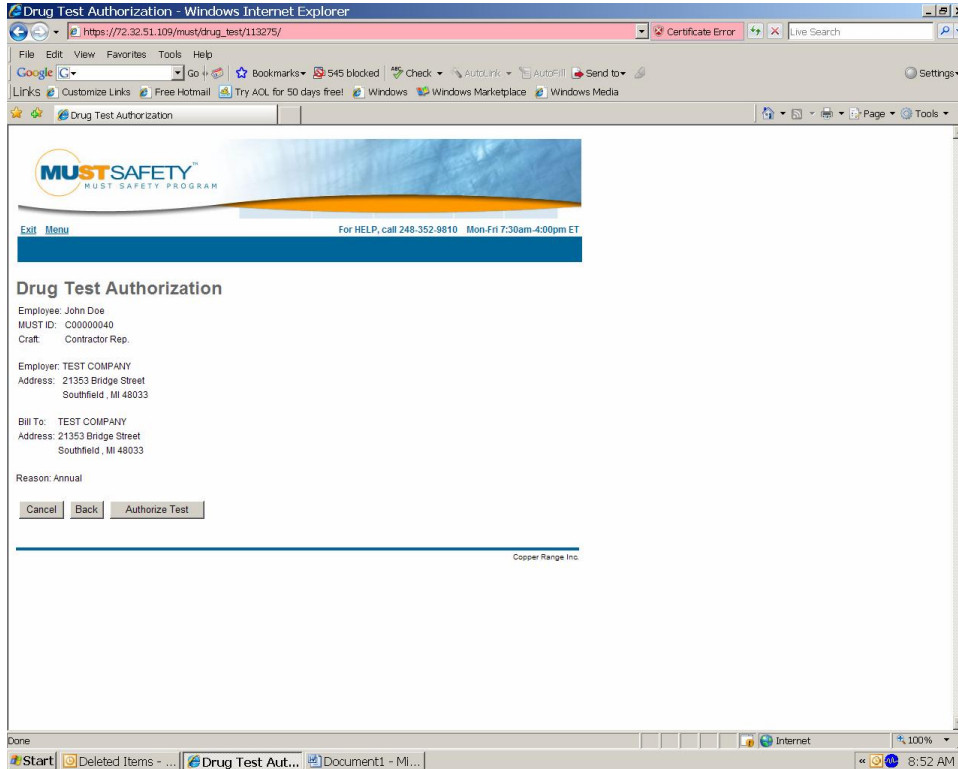 Drug Test Authorization - Windows Internet Explorer
https://72.32.51.109/must/drug_test/113275/
Certificate Error
Live Search
File Edit View Favorites Tools Help
Google G Go Bookmarks 545 blocked ABC Check AutoLink AutoFill Send to Settings
Links Customize Links Free Hotmail Try AOL for 50 days free! Windows Windows Marketplace Windows Media
Drug Test Authorization
Page Tools
MUSTSAFETY™
MUST SAFETY PROGRAM
Exit Menu For HELP, call 248-352-9810 Mon-Fri 7:30am-4:00pm ET
Drug Test Authorization
Employee: John Doe
MUST ID: C00000040
Craft: Contractor Rep.
Employer: TEST COMPANY
Address: 21353 Bridge Street
Southfield , MI 48033
Bill To: TEST COMPANY
Address: 21353 Bridge Street
Southfield , MI 48033
Reason: Annual
Cancel Back Authorize Test
Copper Range Inc.
Done Internet 100%
Start Deleted Items - ... Drug Test Aut... Document1 - Mi... 8:52 AM